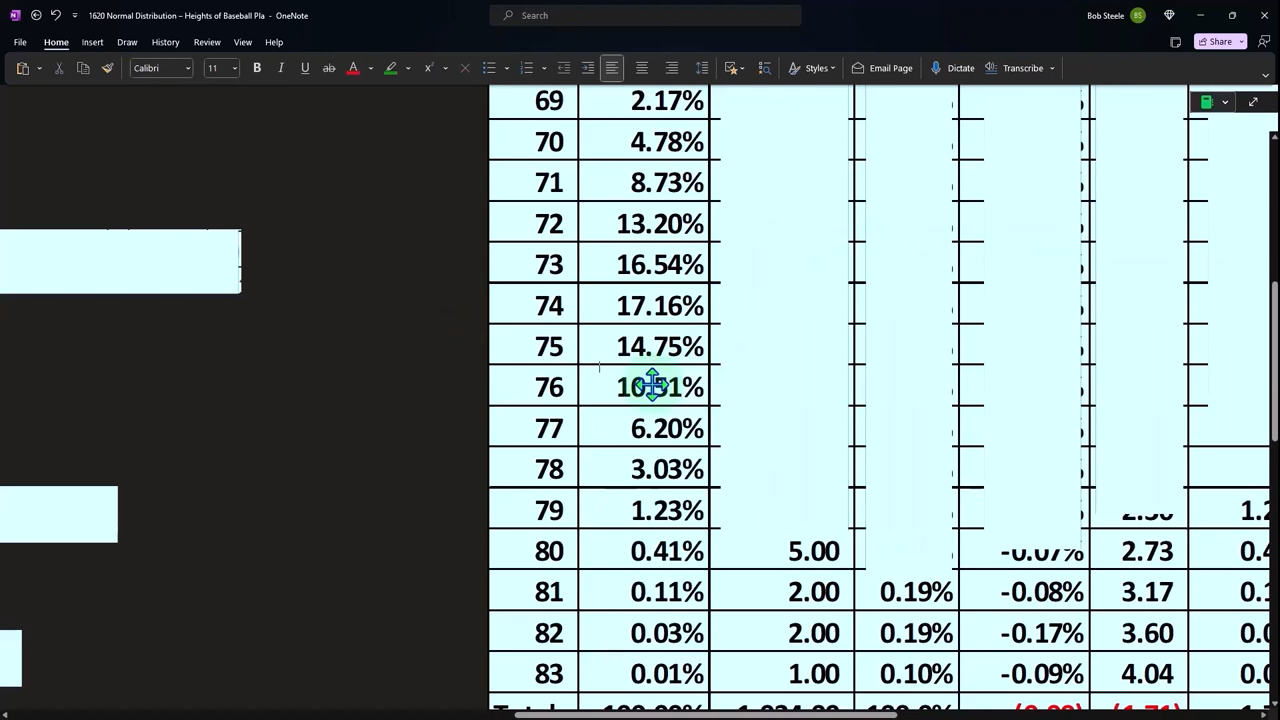 1620 Normal Distribution – Heights of Baseball Pla - OneNote
Search
Bob Steele BS
File Home Insert Draw History Review View Help
Share
Calibri 11 B I U ab A Styles Email Page Dictate Transcribe
69 2.17%
70 4.78%
71 8.73%
72 13.20%
73 16.54%
74 17.16%
75 14.75%
76
77 6.20%
78 3.03%
79 1.23%
80 0.41% 5.00 -0.07% 2.73
81 0.11% 2.00 0.19% -0.08% 3.17
82 0.03% 2.00 0.19% -0.17% 3.60
83 0.01% 1.00 0.10% -0.09% 4.04